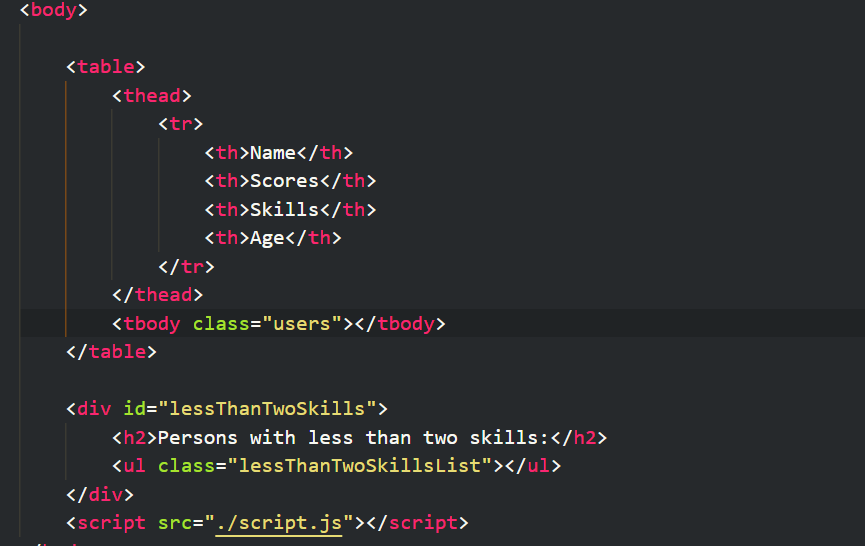 <body>
<table>
<thead>
<tr>
<th>Name</th>
<th>Scores</th>
<th>Skills</th>
<th>Age</th>
</tr>
</thead>
<tbody class="users"></tbody>
</table>
<div id="lessThanTwoSkills">
<h2>Persons with less than two skills:</h2>
<ul class="lessThanTwoSkillsList"></ul>
</div>
<script src="./script.js"></script>